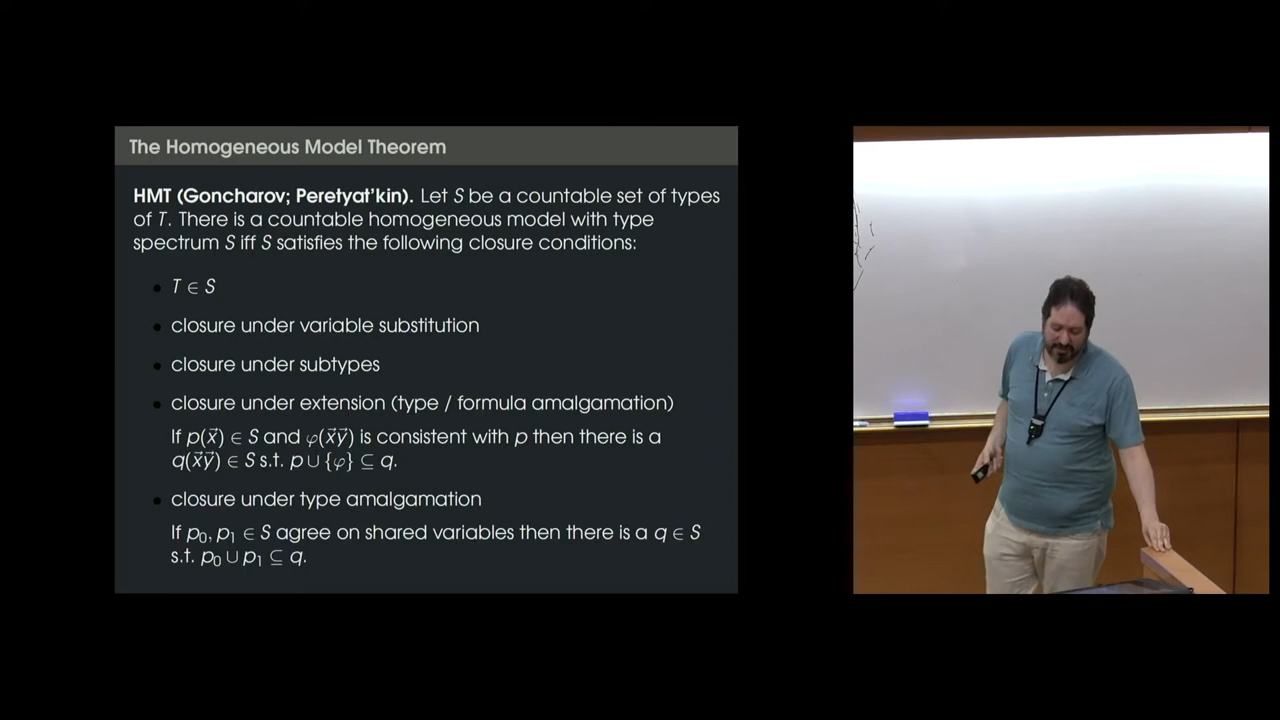 The Homogeneous Model Theorem
HMT (Goncharov; Peretyat'kin). Let S be a countable set of types
of T. There is a countable homogeneous model with type
spectrum S iff S satisfies the following closure conditions:
• T ∈ S
• closure under variable substitution
• closure under subtypes
• closure under extension (type / formula amalgamation)
If p(x⃗) ∈ S and φ(x⃗y⃗) is consistent with p then there is a
q(x⃗y⃗) ∈ S s.t. p ∪ {φ} ⊆ q.
• closure under type amalgamation
If p₀, p₁ ∈ S agree on shared variables then there is a q ∈ S
s.t. p₀ ∪ p₁ ⊆ q.